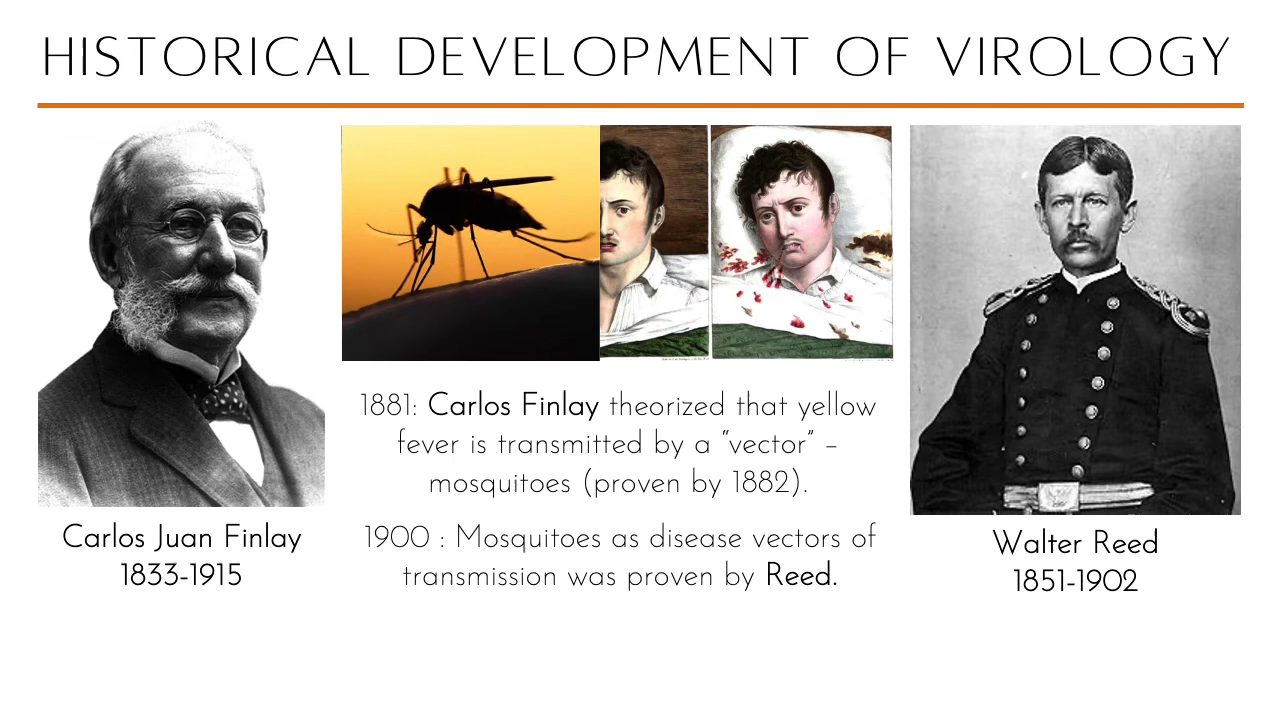 HISTORICAL DEVELOPMENT OF VIROLOGY
1881: Carlos Finlay theorized that yellow
fever is transmitted by a “vector” –
mosquitoes (proven by 1882).
1900 : Mosquitoes as disease vectors of
transmission was proven by Reed.
Carlos Juan Finlay
1833-1915
Walter Reed
1851-1902